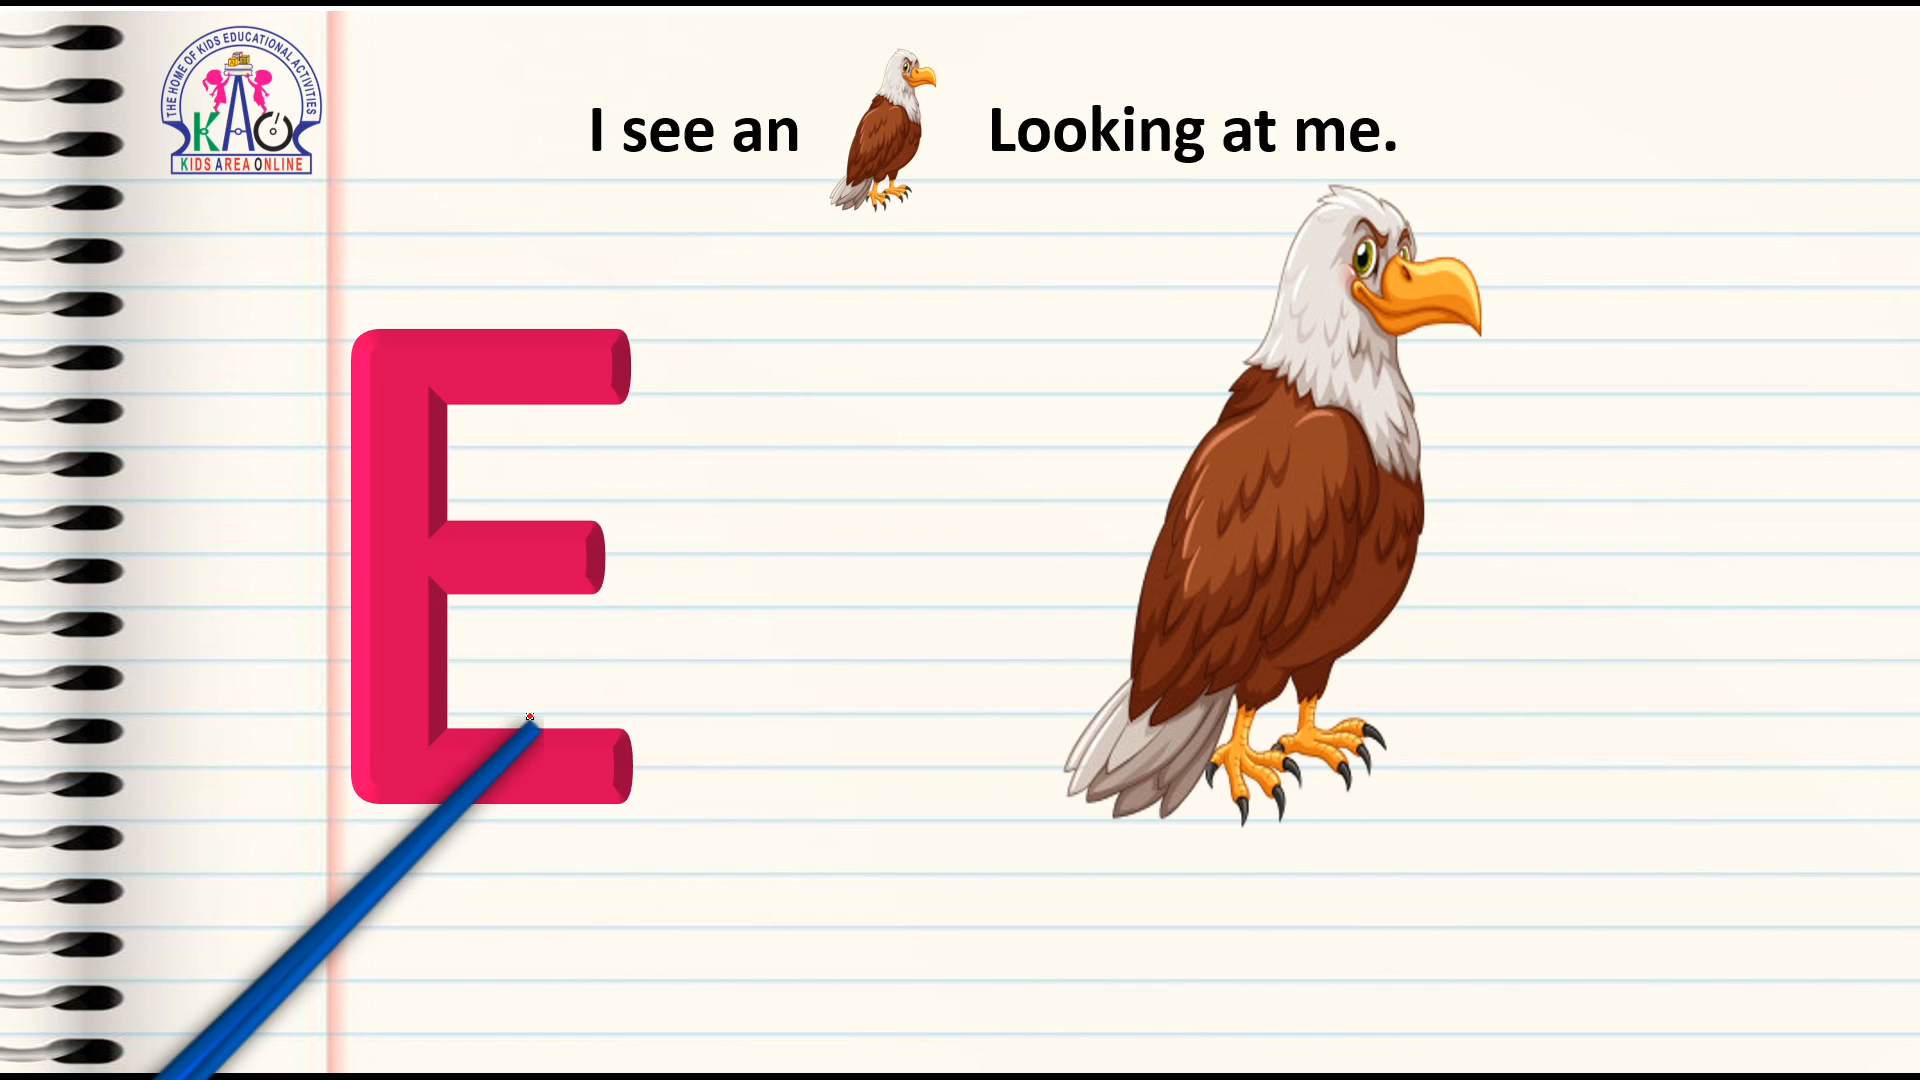 THE HOME OF KIDS EDUCATIONAL ACTIVITIES
KAO
KIDS AREA ONLINE
I see an Looking at me.
E